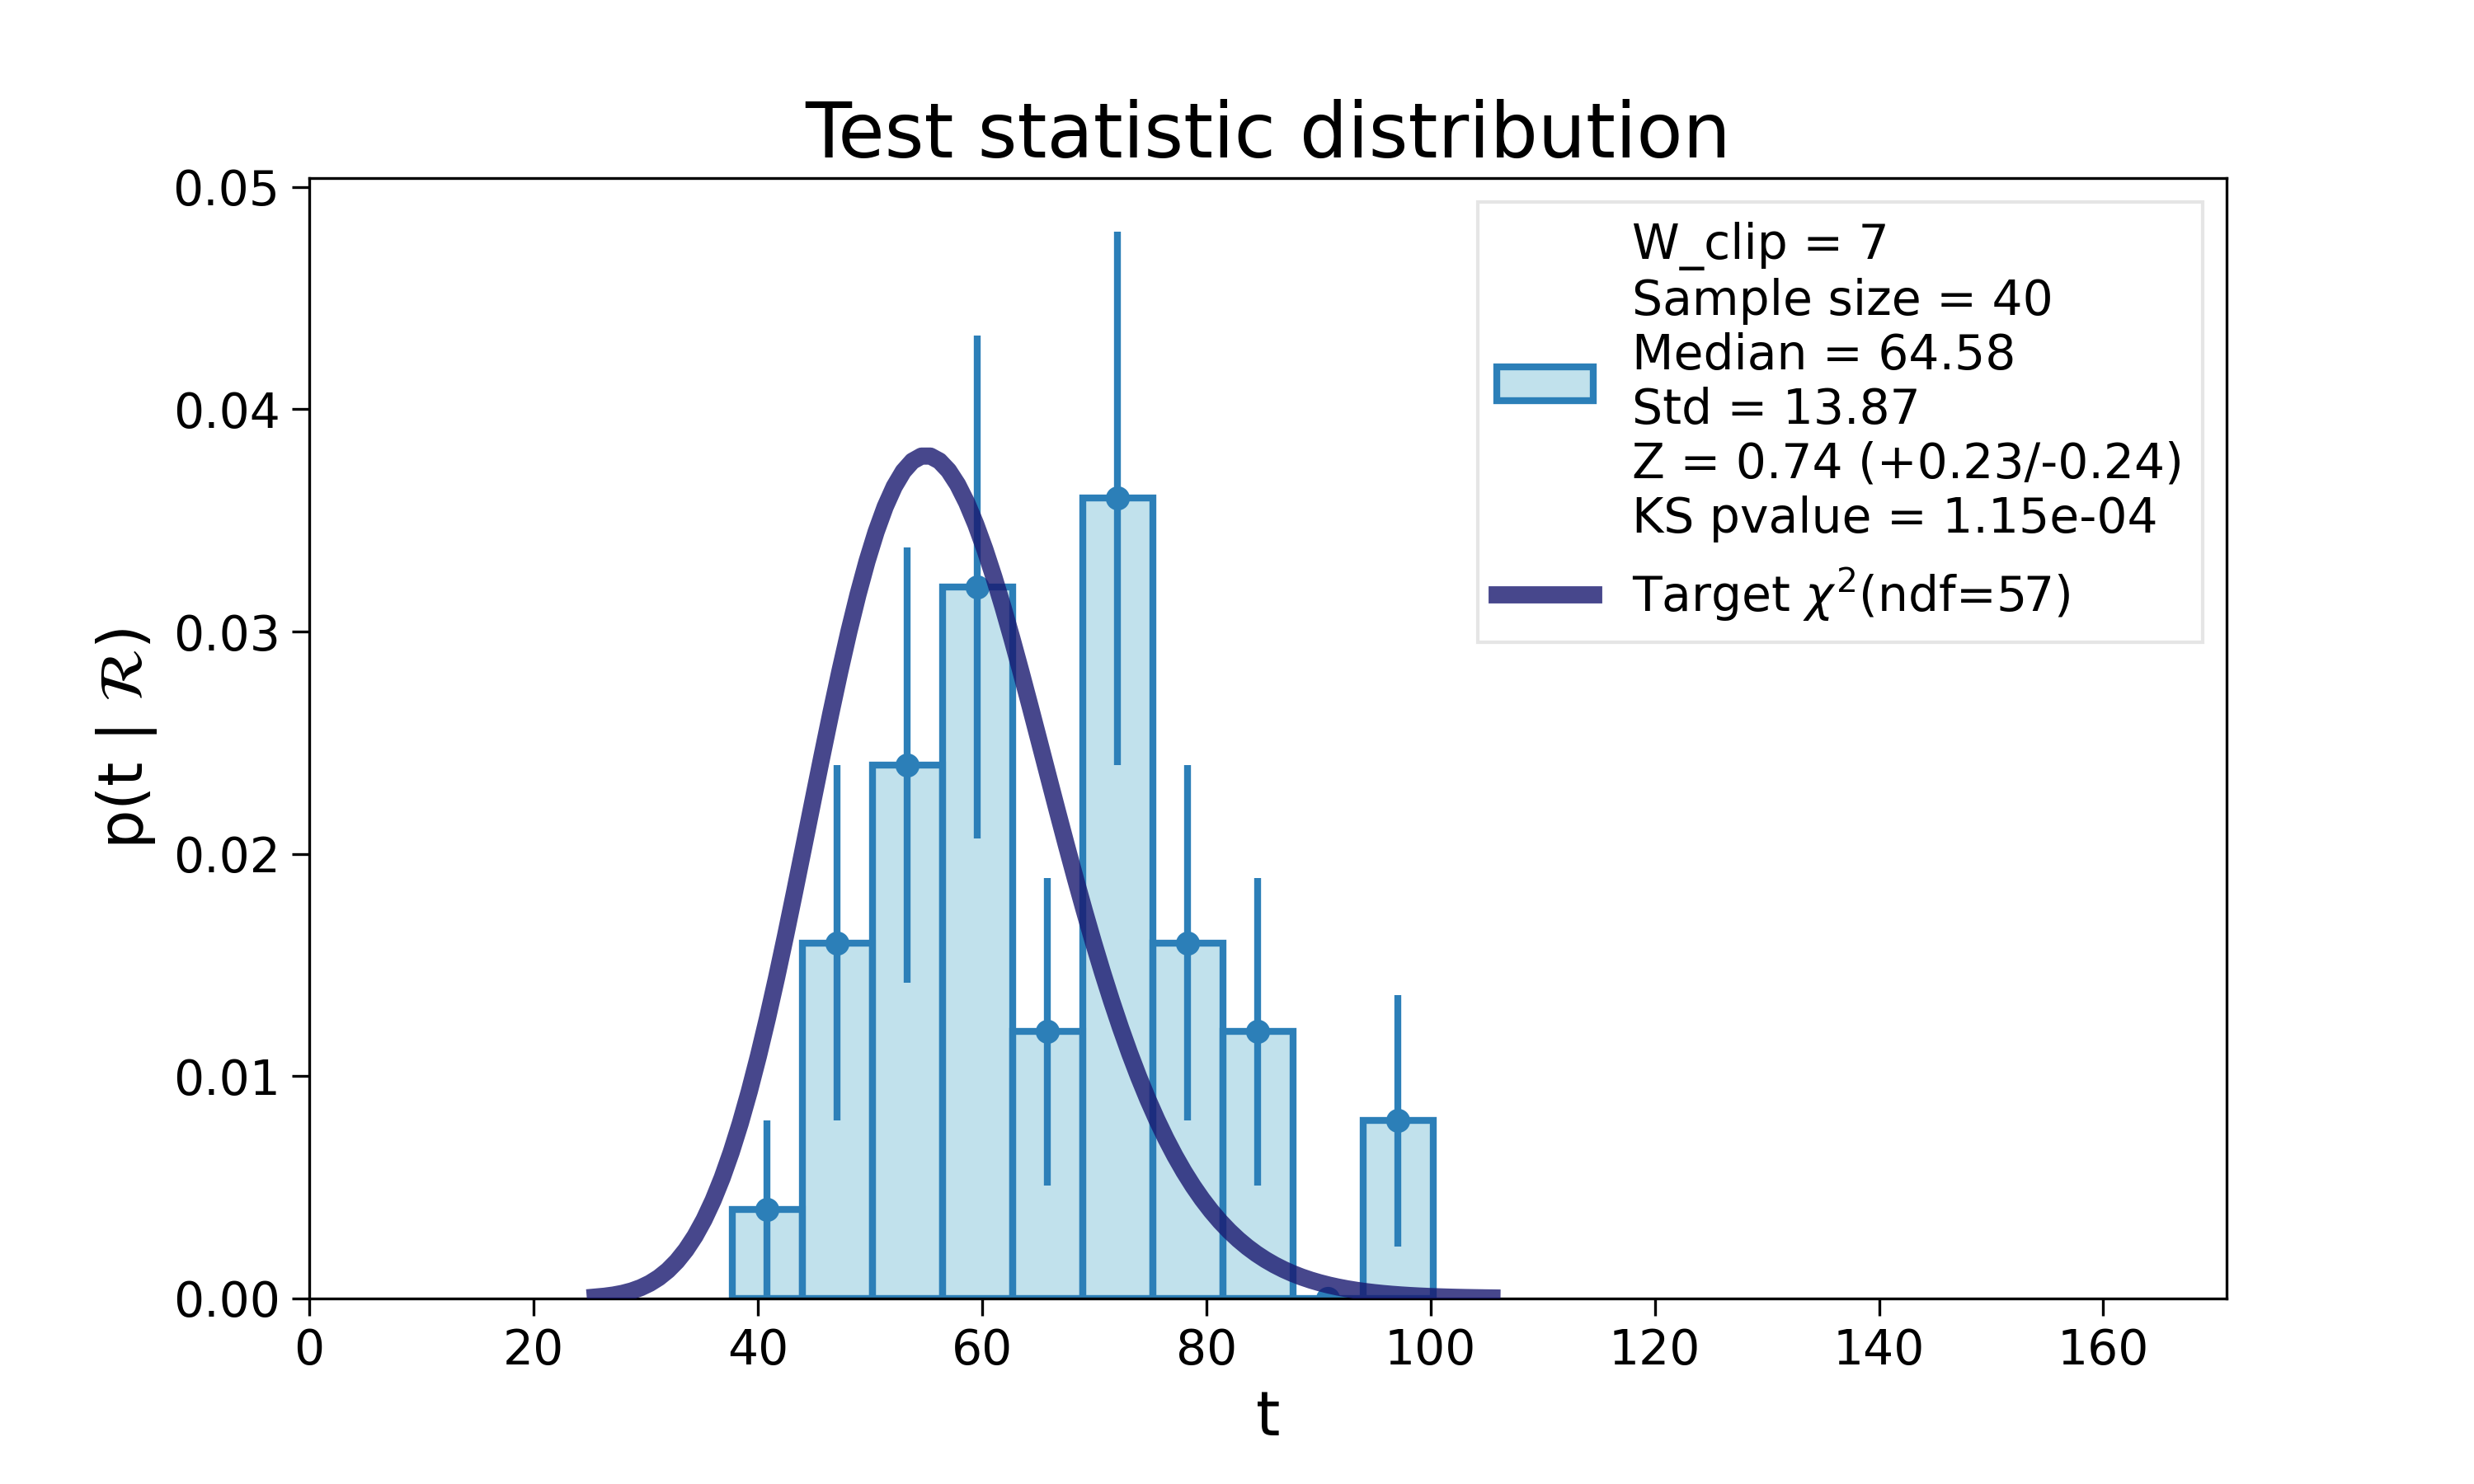 Test statistic distribution
0.05
0.04
0.03
0.02
0.01
0.00
p(t | ℛ)
W_clip = 7
Sample size = 40
Median = 64.58
Std = 13.87
Z = 0.74 (+0.23/-0.24)
KS pvalue = 1.15e-04
Target χ²(ndf=57)
0 20 40 60 80 100 120 140 160
t